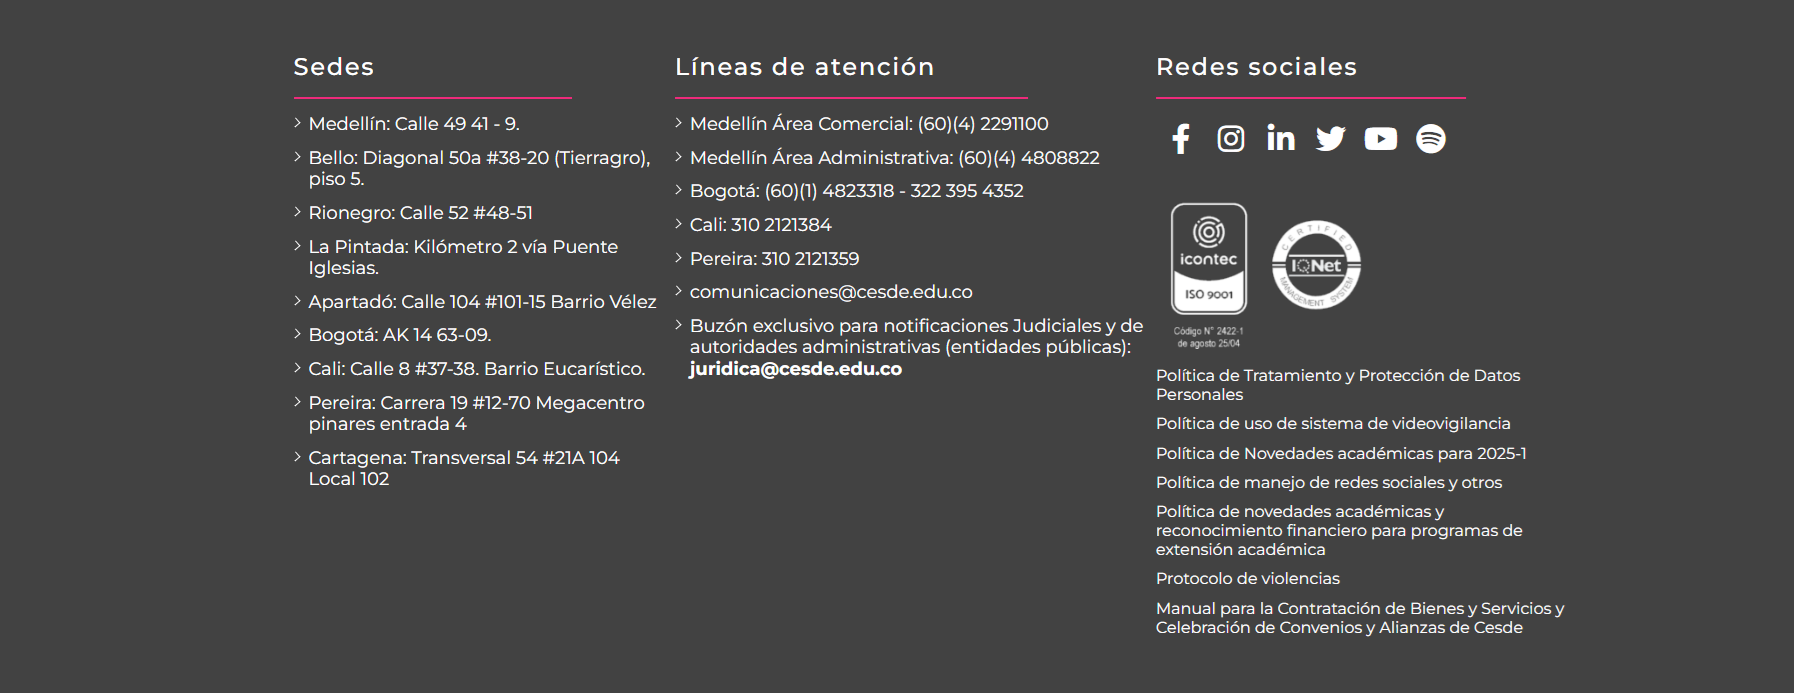 Sedes
Medellín: Calle 49 41 - 9.
Bello: Diagonal 50a #38-20 (Tierragro),
piso 5.
Rionegro: Calle 52 #48-51
La Pintada: Kilómetro 2 vía Puente
Iglesias.
Apartadó: Calle 104 #101-15 Barrio Vélez
Bogotá: AK 14 63-09.
Cali: Calle 8 #37-38. Barrio Eucarístico.
Pereira: Carrera 19 #12-70 Megacentro
pinares entrada 4
Cartagena: Transversal 54 #21A 104
Local 102
Líneas de atención
Medellín Área Comercial: (60)(4) 2291100
Medellín Área Administrativa: (60)(4) 4808822
Bogotá: (60)(1) 4823318 - 322 395 4352
Cali: 310 2121384
Pereira: 310 2121359
comunicaciones@cesde.edu.co
Buzón exclusivo para notificaciones Judiciales y de
autoridades administrativas (entidades públicas):
juridica@cesde.edu.co
Redes sociales
icontec
ISO 9001
Código N° 2422-1
de agosto 25/04
CERTIFIED
IQNet
MANAGEMENT SYSTEM
Política de Tratamiento y Protección de Datos
Personales
Política de uso de sistema de videovigilancia
Política de Novedades académicas para 2025-1
Política de manejo de redes sociales y otros
Política de novedades académicas y
reconocimiento financiero para programas de
extensión académica
Protocolo de violencias
Manual para la Contratación de Bienes y Servicios y
Celebración de Convenios y Alianzas de Cesde